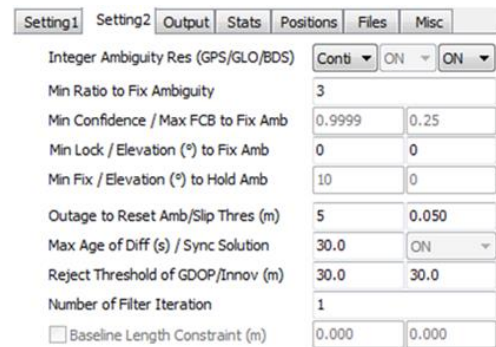 Setting1 Setting2 Output Stats Positions Files Misc
Integer Ambiguity Res (GPS/GLO/BDS) Conti ON ON
Min Ratio to Fix Ambiguity 3
Min Confidence / Max FCB to Fix Amb 0.9999 0.25
Min Lock / Elevation (°) to Fix Amb 0 0
Min Fix / Elevation (°) to Hold Amb 10 0
Outage to Reset Amb/Slip Thres (m) 5 0.050
Max Age of Diff (s) / Sync Solution 30.0 ON
Reject Threshold of GDOP/Innov (m) 30.0 30.0
Number of Filter Iteration 1
Baseline Length Constraint (m) 0.000 0.000